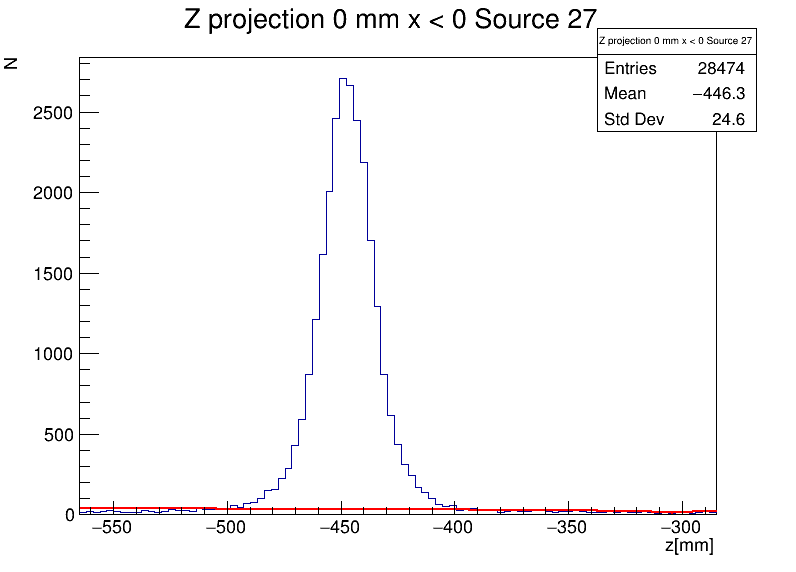 Z projection 0 mm x < 0 Source 27
Z projection 0 mm x < 0 Source 27
Entries 28474
Mean −446.3
Std Dev 24.6
N
2500
2000
1500
1000
500
0
−550 −500 −450 −400 −350 −300
z[mm]